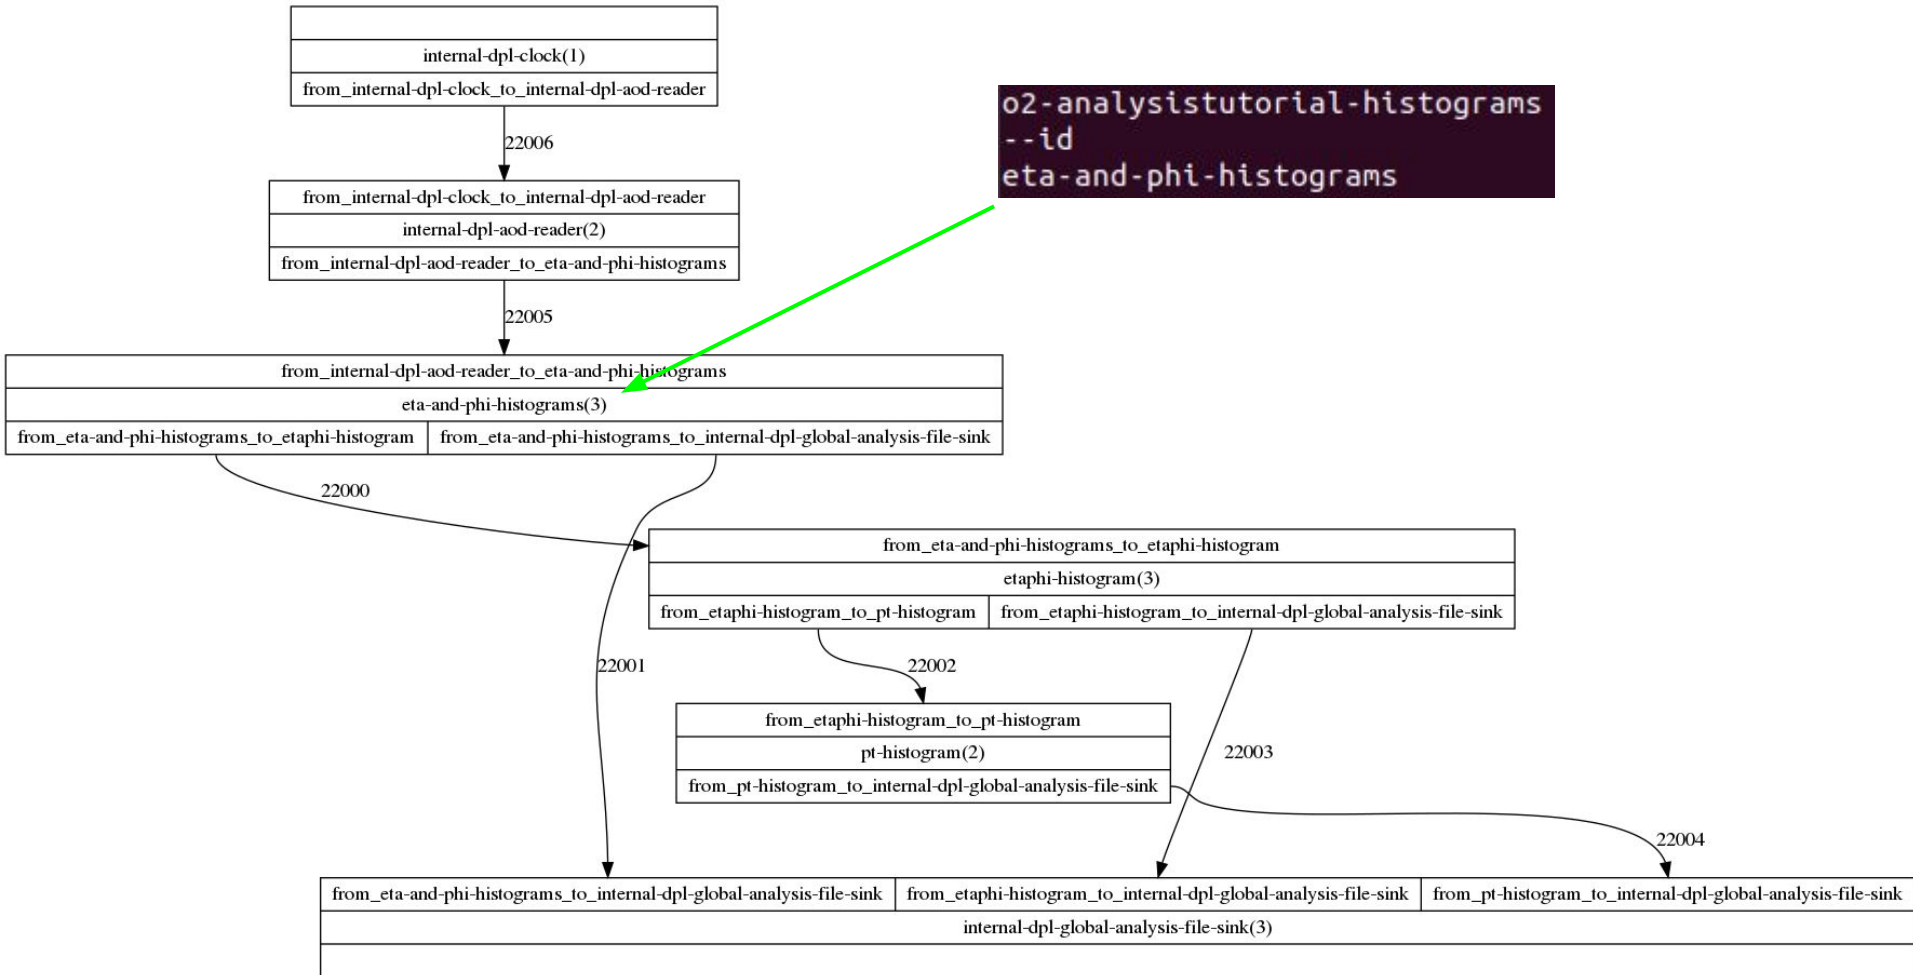 internal-dpl-clock(1)
from_internal-dpl-clock_to_internal-dpl-aod-reader
o2-analysistutorial-histograms
--id
eta-and-phi-histograms
22006
from_internal-dpl-clock_to_internal-dpl-aod-reader
internal-dpl-aod-reader(2)
from_internal-dpl-aod-reader_to_eta-and-phi-histograms
22005
from_internal-dpl-aod-reader_to_eta-and-phi-histograms
eta-and-phi-histograms(3)
from_eta-and-phi-histograms_to_etaphi-histogram
from_eta-and-phi-histograms_to_internal-dpl-global-analysis-file-sink
22000
from_eta-and-phi-histograms_to_etaphi-histogram
etaphi-histogram(3)
from_etaphi-histogram_to_pt-histogram
from_etaphi-histogram_to_internal-dpl-global-analysis-file-sink
22001
22002
from_etaphi-histogram_to_pt-histogram
pt-histogram(2)
from_pt-histogram_to_internal-dpl-global-analysis-file-sink
22003
22004
from_eta-and-phi-histograms_to_internal-dpl-global-analysis-file-sink
from_etaphi-histogram_to_internal-dpl-global-analysis-file-sink
from_pt-histogram_to_internal-dpl-global-analysis-file-sink
internal-dpl-global-analysis-file-sink(3)